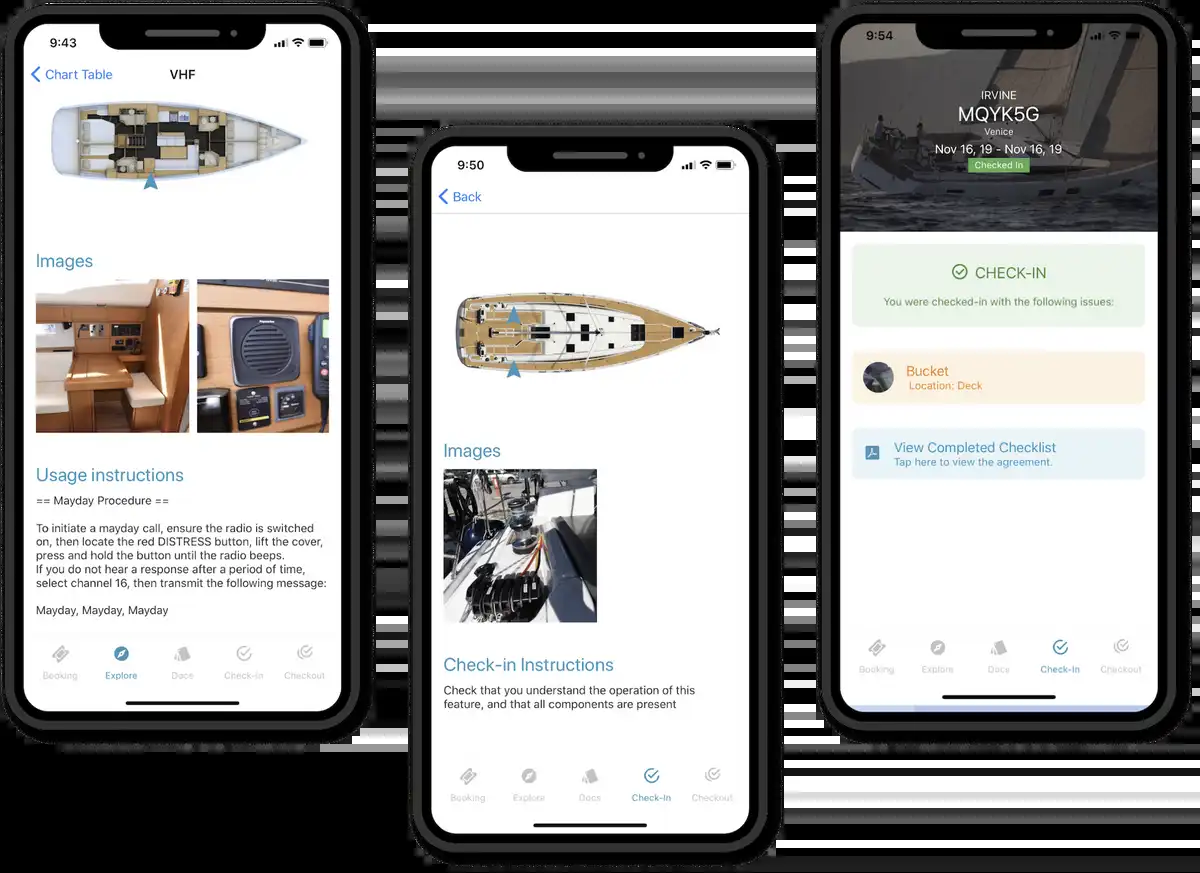 9:43
Chart Table
VHF
Images
Usage instructions
== Mayday Procedure ==
To initiate a mayday call, ensure the radio is switched
on, then locate the red DISTRESS button, lift the cover,
press and hold the button until the radio beeps.
If you do not hear a response after a period of time,
select channel 16, then transmit the following message:
Mayday, Mayday, Mayday
Booking
Explore
Docs
Check-in
Checkout
9:50
Back
Images
Check-in Instructions
Check that you understand the operation of this
feature, and that all components are present
Booking
Explore
Docs
Check-In
Checkout
9:54
IRVINE
MQYK5G
Venice
Nov 16, 19 - Nov 16, 19
Checked In
CHECK-IN
You were checked-in with the following issues:
Bucket
Location: Deck
View Completed Checklist
Tap here to view the agreement.
Booking
Explore
Docs
Check-In
Checkout